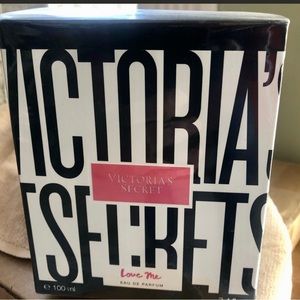 VICTORIA'S
VICTORIA'S
SECRET
SECRETS
Love Me
EAU DE PARFUM
℮ 100 ml